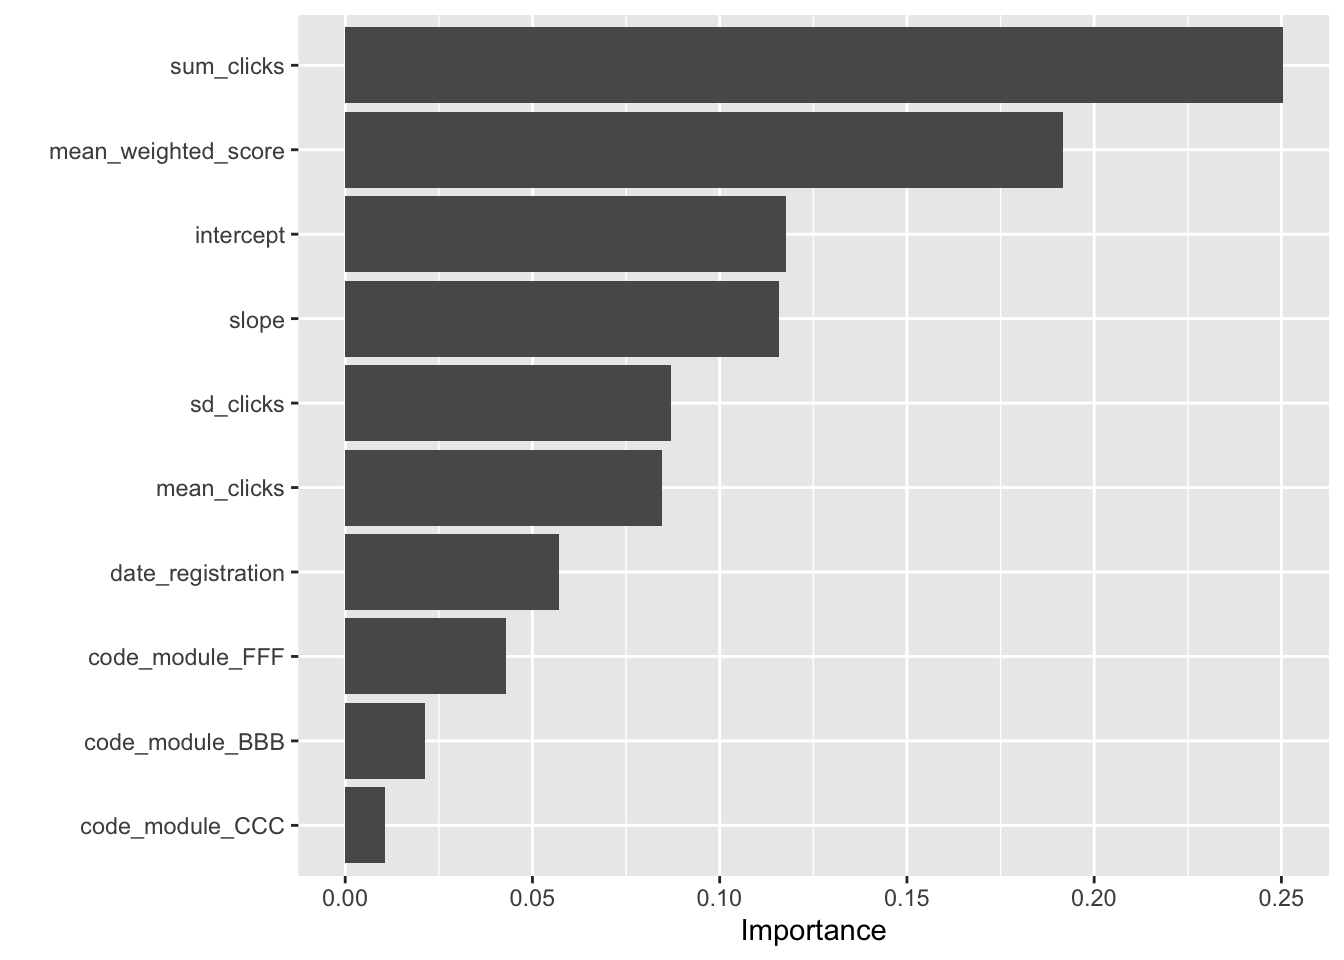 sum_clicks
mean_weighted_score
intercept
slope
sd_clicks
mean_clicks
date_registration
code_module_FFF
code_module_BBB
code_module_CCC
0.00 0.05 0.10 0.15 0.20 0.25
Importance